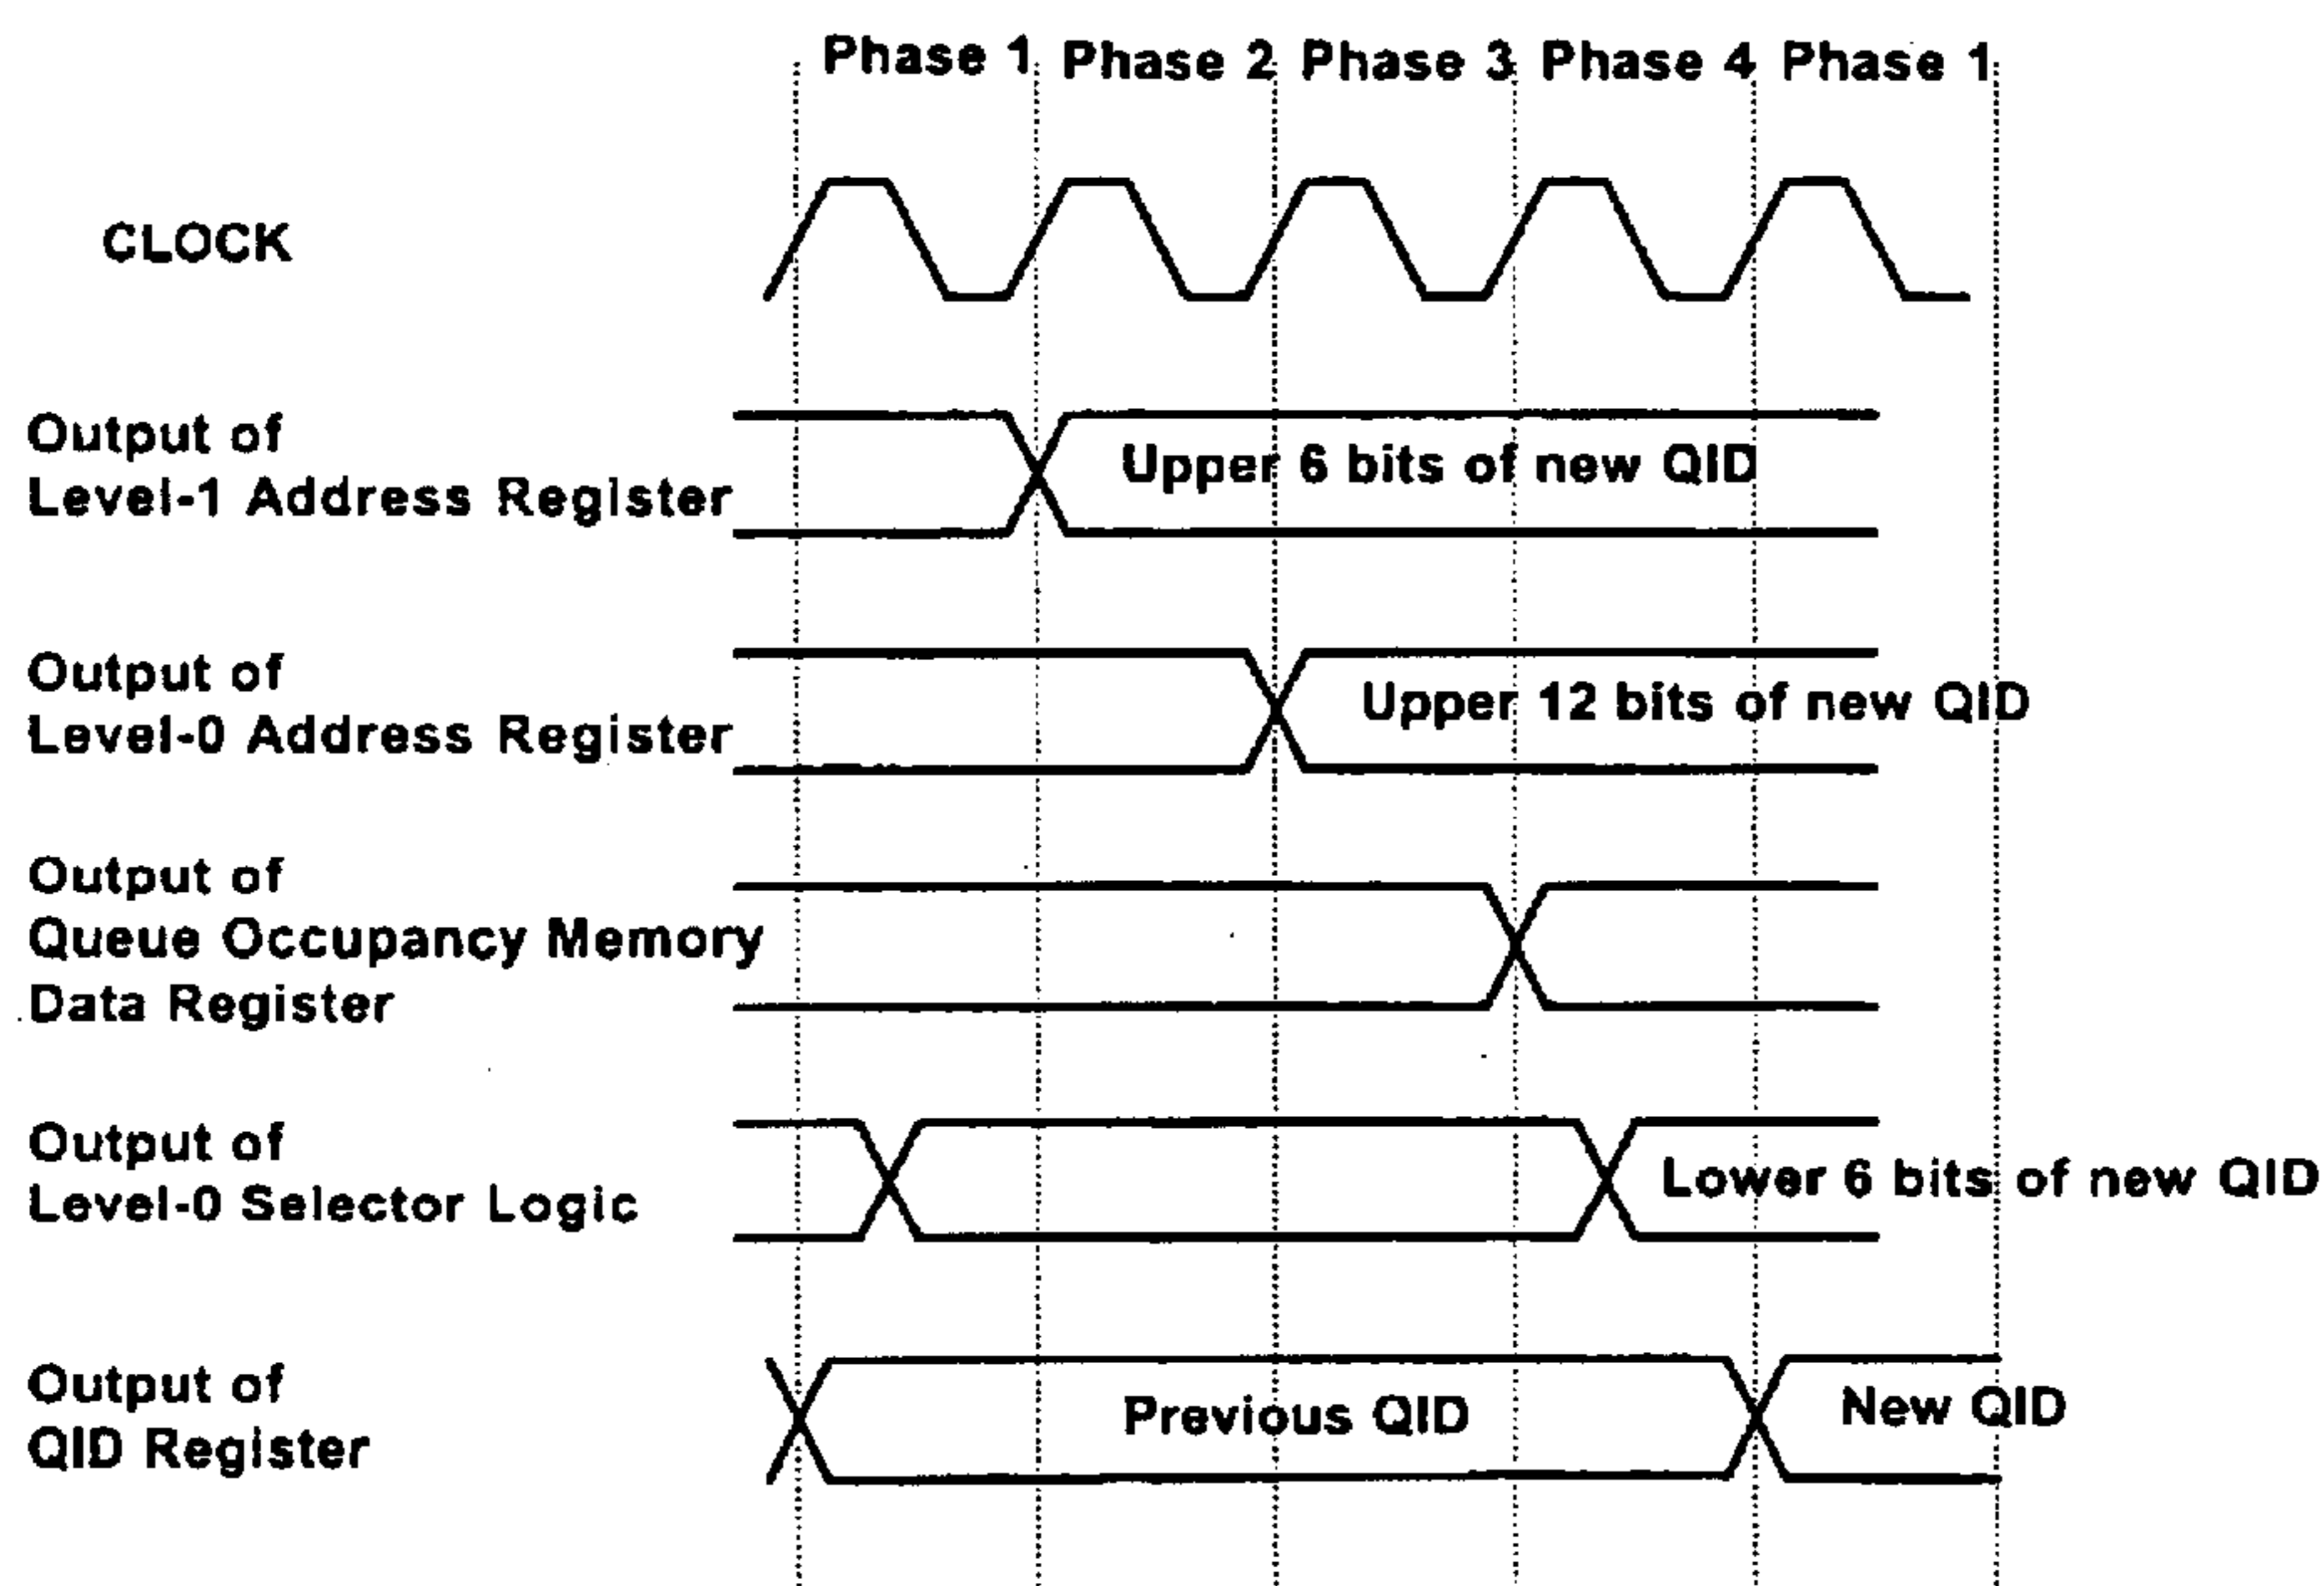 Phase 1 Phase 2 Phase 3 Phase 4 Phase 1
CLOCK
Output of
Level-1 Address Register
Upper 6 bits of new QID
Output of
Level-0 Address Register
Upper 12 bits of new QID
Output of
Queue Occupancy Memory
Data Register
Output of
Level-0 Selector Logic
Lower 6 bits of new QID
Output of
QID Register
Previous QID
New QID